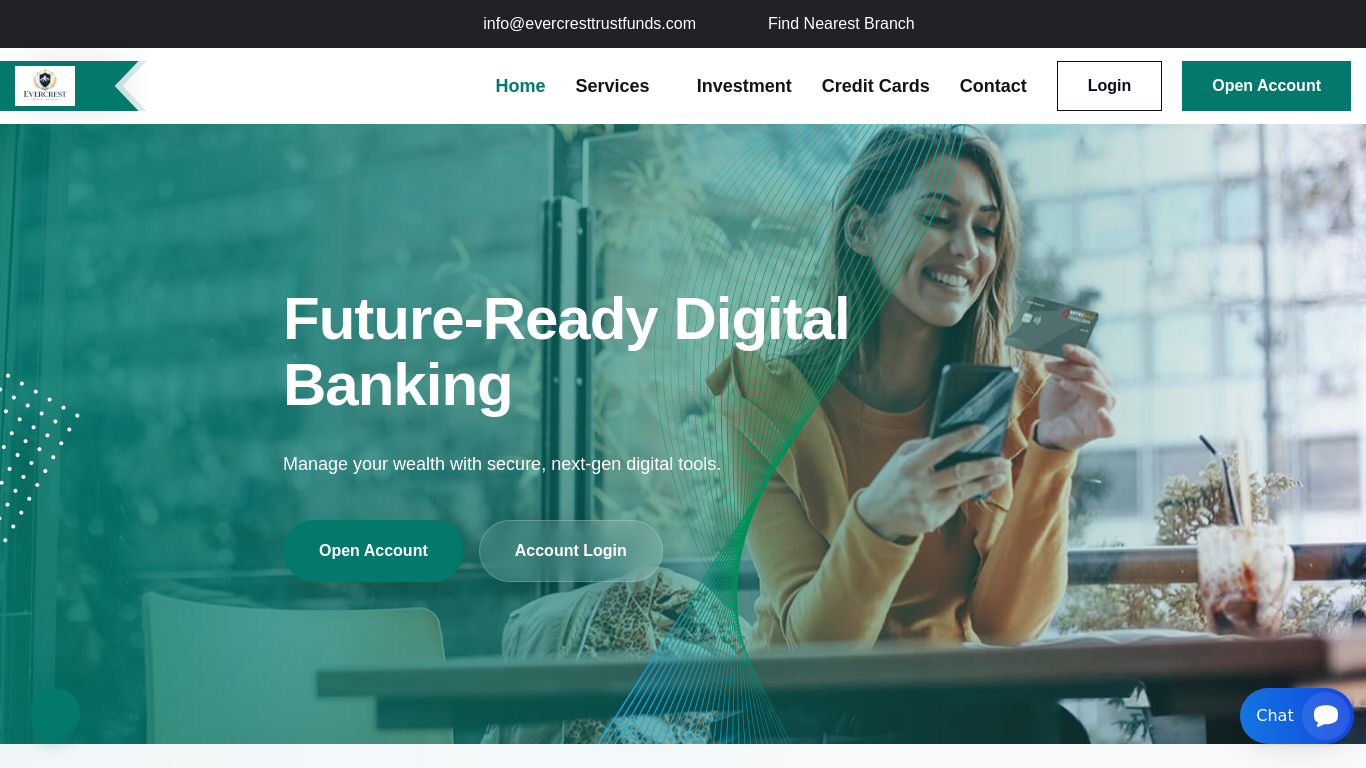 info@evercresttrustfunds.com
Find Nearest Branch
EVERCREST
Home
Services
Investment
Credit Cards
Contact
Login
Open Account
Future-Ready Digital
Banking
Manage your wealth with secure, next-gen digital tools.
Open Account
Account Login
Chat